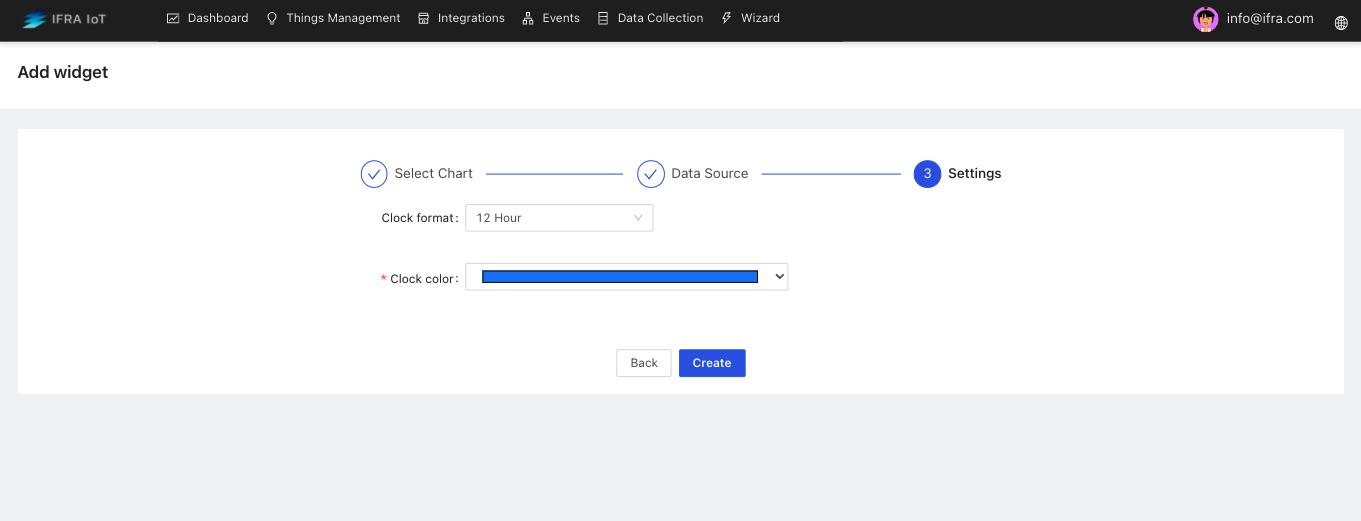 IFRA IoT Dashboard Things Management Integrations Events Data Collection Wizard info@ifra.com
Add widget
Select Chart Data Source 3 Settings
Clock format: 12 Hour
* Clock color:
Back Create